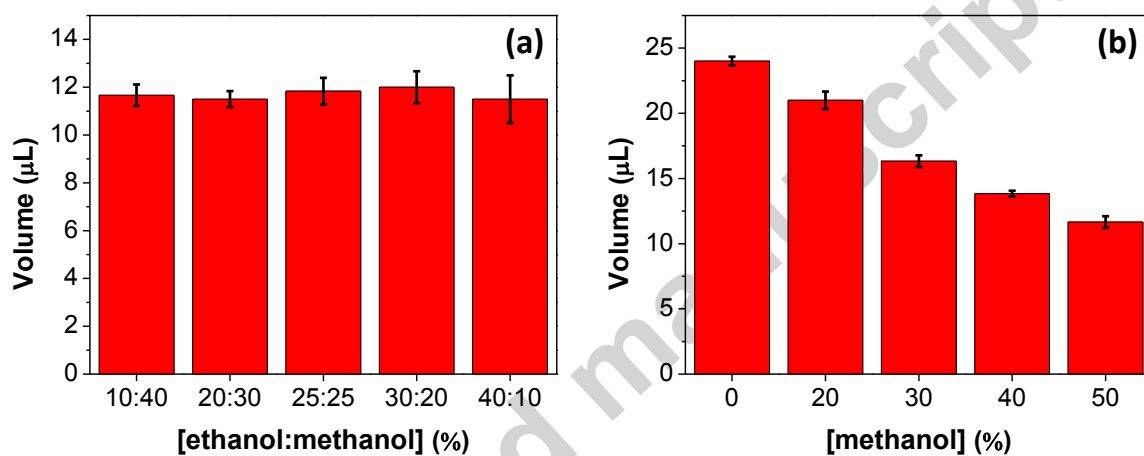 (a)
Volume (μL)
14
12
10
8
6
4
2
0
10:40 20:30 25:25 30:20 40:10
[ethanol:methanol] (%)
(b)
Volume (μL)
25
20
15
10
5
0
0 20 30 40 50
[methanol] (%)
d manuscrip